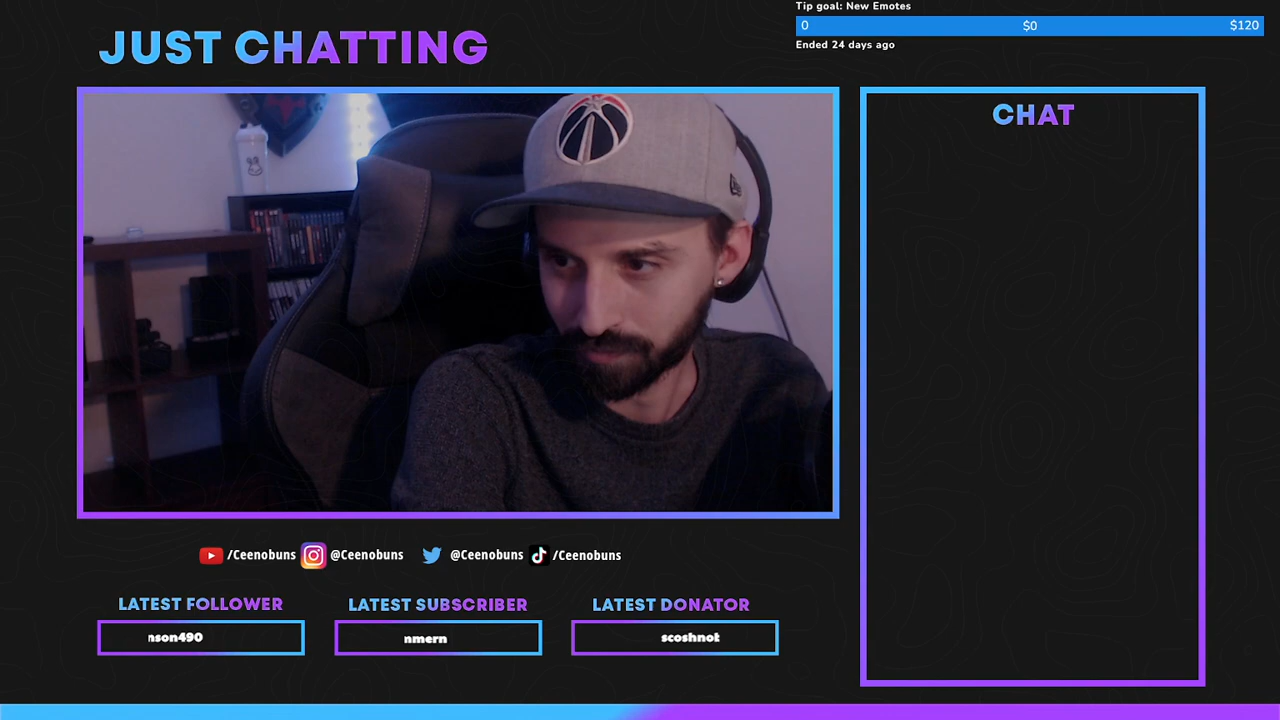 Tip goal: New Emotes
0 $0 $120
Ended 24 days ago
JUST CHATTING
CHAT
/Ceenobuns @Ceenobuns @Ceenobuns /Ceenobuns
LATEST FOLLOWER LATEST SUBSCRIBER LATEST DONATOR
nson490 nmern scoshnot